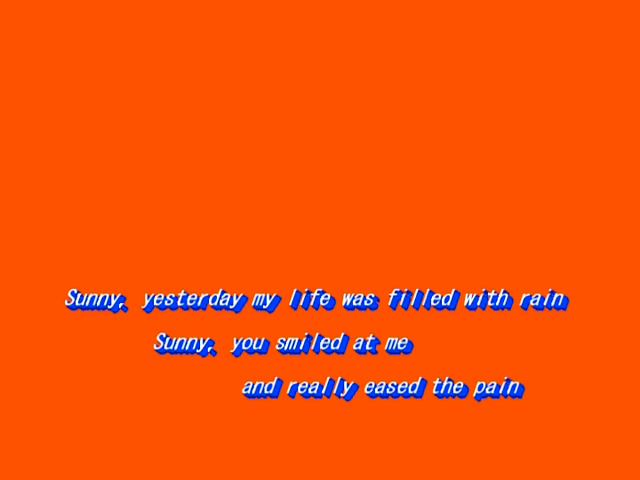 Sunny, yesterday my life was filled with rain
Sunny, you smiled at me
and really eased the pain